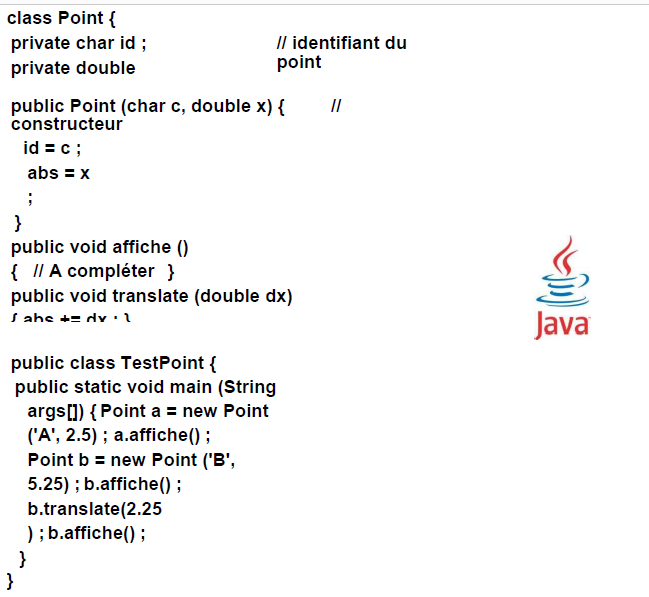 class Point {
private char id ; // identifiant du
point
private double
public Point (char c, double x) { //
constructeur
id = c ;
abs = x
;
}
public void affiche ()
{ // A compléter }
public void translate (double dx)
{ abs += dx ; }
public class TestPoint {
public static void main (String
args[]) { Point a = new Point
('A', 2.5) ; a.affiche() ;
Point b = new Point ('B',
5.25) ; b.affiche() ;
b.translate(2.25
) ; b.affiche() ;
}
}
Java